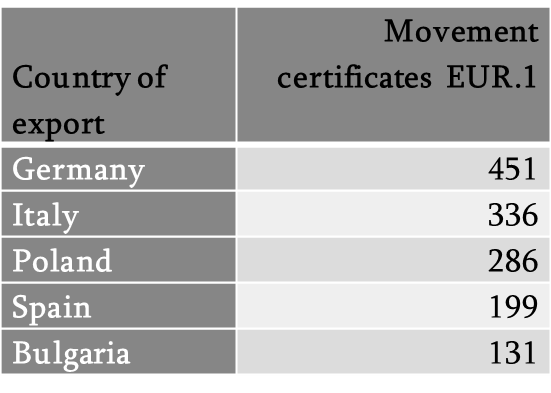 Country of export	Movement certificates EUR.1
Germany	451
Italy	336
Poland	286
Spain	199
Bulgaria	131